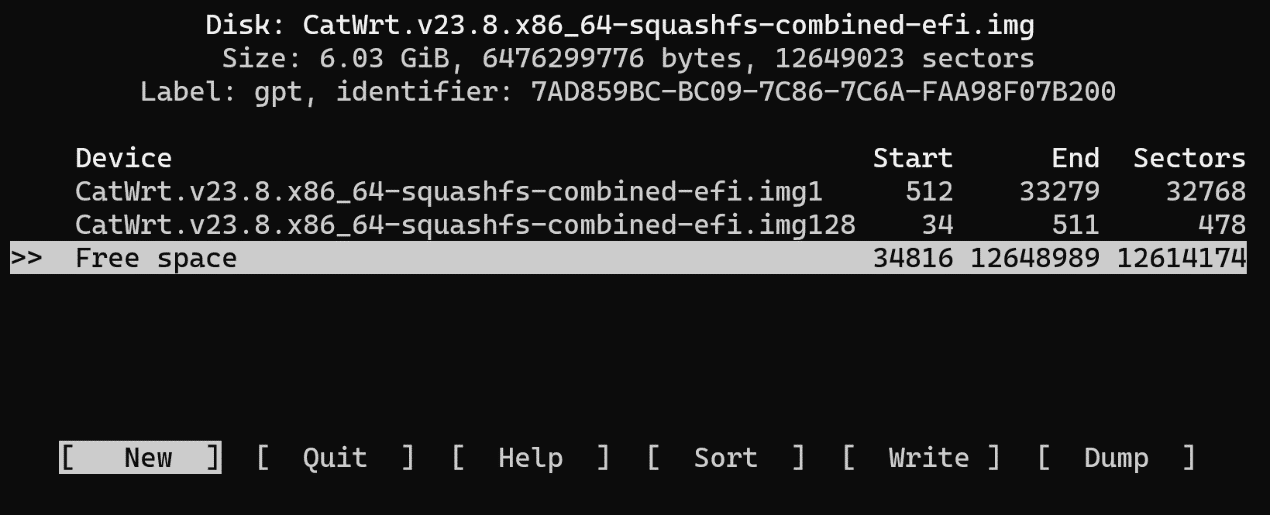 Disk: CatWrt.v23.8.x86_64-squashfs-combined-efi.img
Size: 6.03 GiB, 6476299776 bytes, 12649023 sectors
Label: gpt, identifier: 7AD859BC-BC09-7C86-7C6A-FAA98F07B200
Device Start End Sectors
CatWrt.v23.8.x86_64-squashfs-combined-efi.img1 512 33279 32768
CatWrt.v23.8.x86_64-squashfs-combined-efi.img128 34 511 478
>> Free space 34816 12648989 12614174
[ New ] [ Quit ] [ Help ] [ Sort ] [ Write ] [ Dump ]